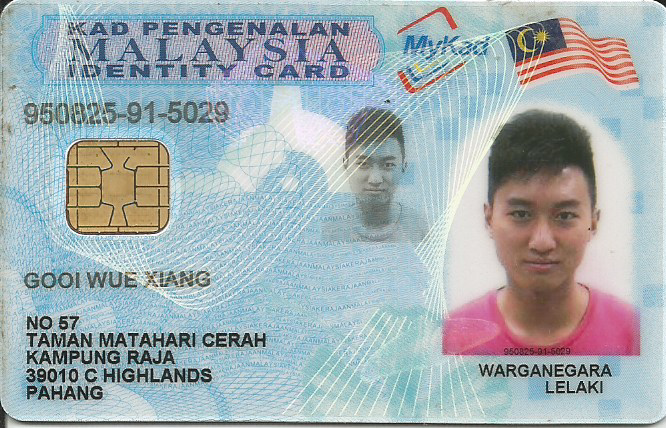 KAD PENGENALAN
MALAYSIA
IDENTITY CARD
MyKad
950825-91-5029
GOOI WUE XIANG
NO 57
TAMAN MATAHARI CERAH
KAMPUNG RAJA
39010 C HIGHLANDS
PAHANG
950825-91-5029
WARGANEGARA
LELAKI